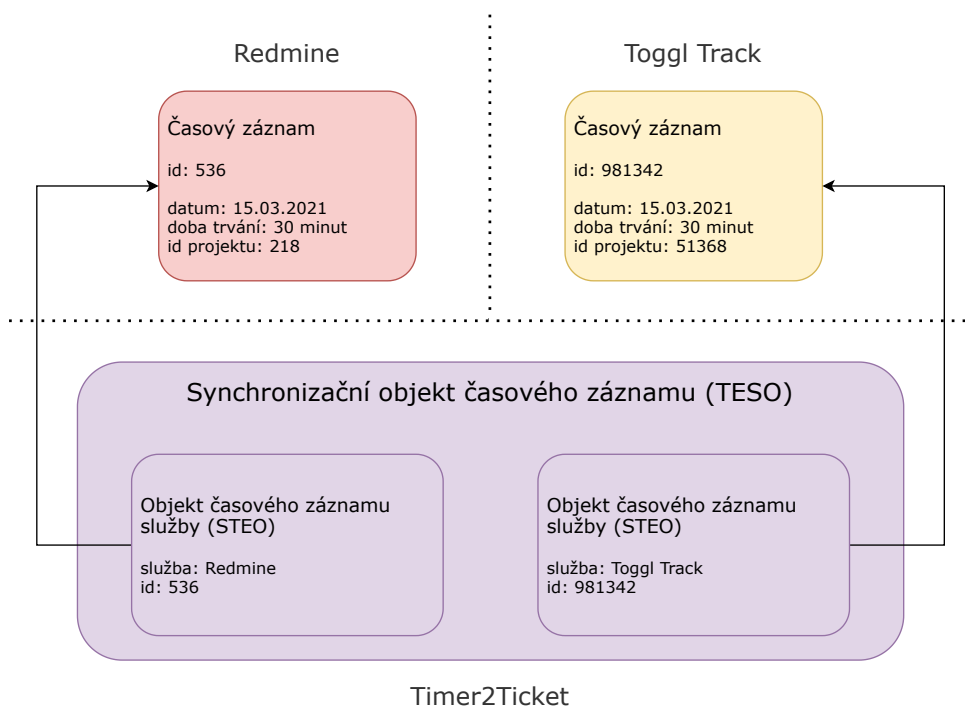 Redmine
Časový záznam
id: 536
datum: 15.03.2021
doba trvání: 30 minut
id projektu: 218
Toggl Track
Časový záznam
id: 981342
datum: 15.03.2021
doba trvání: 30 minut
id projektu: 51368
Synchronizační objekt časového záznamu (TESO)
Objekt časového záznamu
služby (STEO)
služba: Redmine
id: 536
Objekt časového záznamu
služby (STEO)
služba: Toggl Track
id: 981342
Timer2Ticket